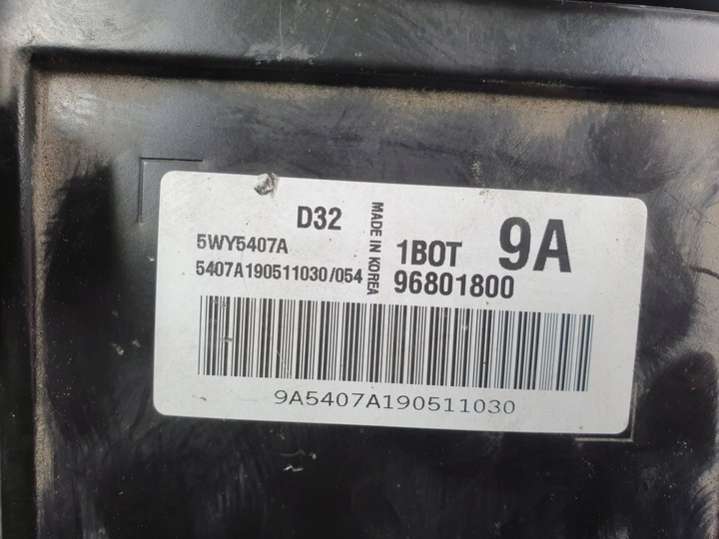 D32
5WY5407A
5407A190511030/054
MADE IN KOREA
1BOT 9A
96801800
9A5407A190511030